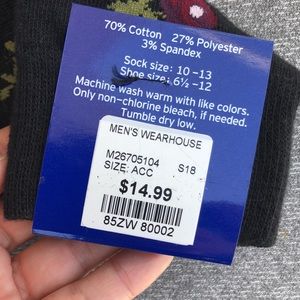 70% Cotton 27% Polyester
3% Spandex
Sock size: 10 -13
Shoe size: 6½ -12
Machine wash warm with like colors.
Only non-chlorine bleach, if needed.
Tumble dry low.
MEN'S WEARHOUSE
M26705104 S18
SIZE: ACC
$14.99
85ZW 80002